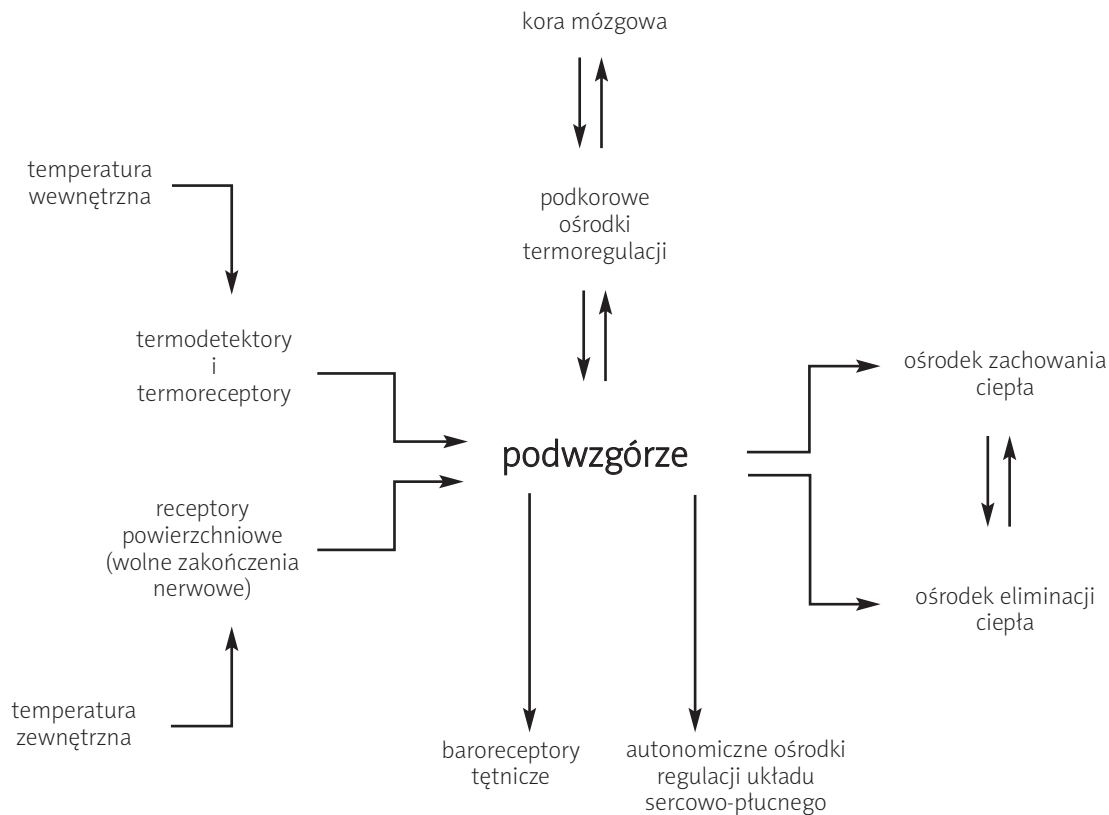 kora mózgowa
temperatura
wewnętrzna
podkorowe
ośrodki
termoregulacji
termodetektory
i
termoreceptory
ośrodek zachowania
ciepła
podwzgórze
receptory
powierzchniowe
(wolne zakończenia
nerwowe)
ośrodek eliminacji
ciepła
temperatura
zewnętrzna
baroreceptory
tętnicze
autonomiczne ośrodki
regulacji układu
sercowo-płucnego